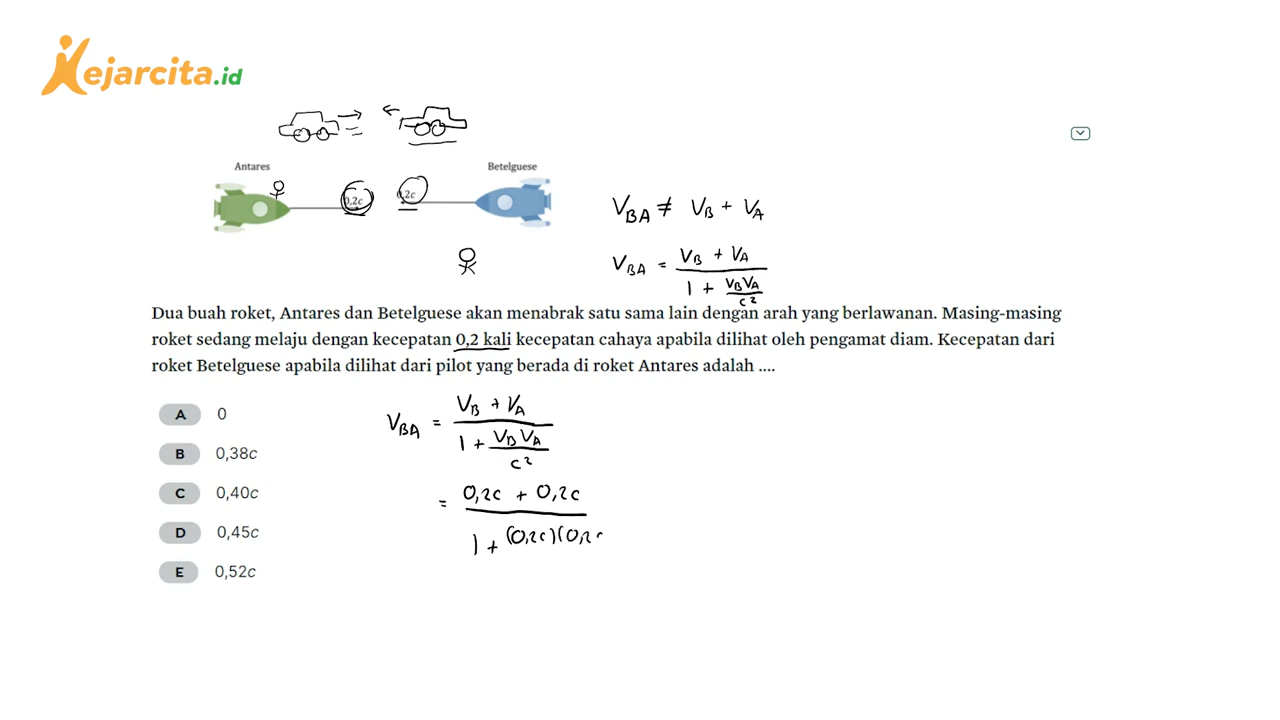 Kejarcita.id
Antares
Betelguese
0,2c
0,2c
V_BA ≠ V_B + V_A
V_BA = (V_B + V_A) / (1 + (V_B V_A / c²))
Dua buah roket, Antares dan Betelguese akan menabrak satu sama lain dengan arah yang berlawanan. Masing-masing
roket sedang melaju dengan kecepatan 0,2 kali kecepatan cahaya apabila dilihat oleh pengamat diam. Kecepatan dari
roket Betelguese apabila dilihat dari pilot yang berada di roket Antares adalah ....
A 0
B 0,38c
C 0,40c
D 0,45c
E 0,52c
V_BA = (V_B + V_A) / (1 + (V_B V_A / c²))
= (0,2c + 0,2c) / (1 + (0,2c)(0,2c